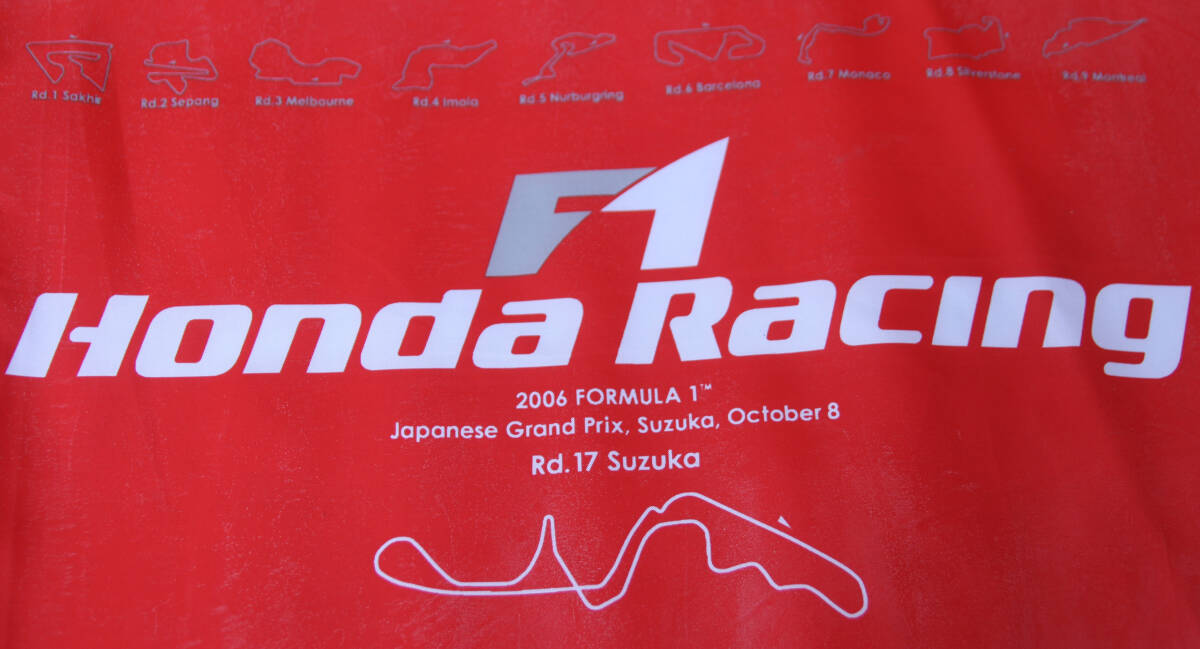 Rd.1 Sakhir
Rd.2 Sepang
Rd.3 Melbourne
Rd.4 Imola
Rd.5 Nurburgring
Rd.6 Barcelona
Rd.7 Monaco
Rd.8 Silverstone
Rd.9 Montreal
F1
Honda Racing
2006 FORMULA 1™
Japanese Grand Prix, Suzuka, October 8
Rd.17 Suzuka